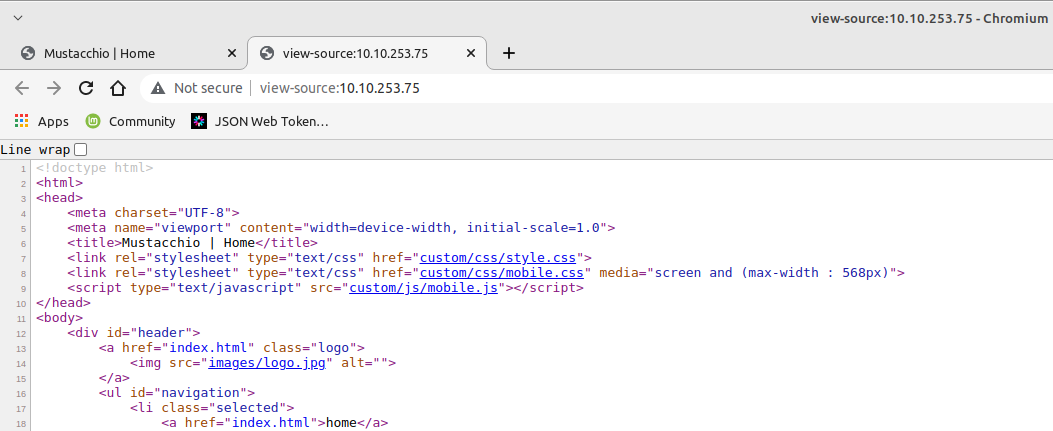 view-source:10.10.253.75 - Chromium
Mustacchio | Home
view-source:10.10.253.75
Not secure | view-source:10.10.253.75
Apps Community JSON Web Token…
Line wrap
1 <!doctype html>
2 <html>
3 <head>
4     <meta charset="UTF-8">
5     <meta name="viewport" content="width=device-width, initial-scale=1.0">
6     <title>Mustacchio | Home</title>
7     <link rel="stylesheet" type="text/css" href="custom/css/style.css">
8     <link rel="stylesheet" type="text/css" href="custom/css/mobile.css" media="screen and (max-width : 568px)">
9     <script type="text/javascript" src="custom/js/mobile.js"></script>
10 </head>
11 <body>
12     <div id="header">
13         <a href="index.html" class="logo">
14             <img src="images/logo.jpg" alt="">
15         </a>
16         <ul id="navigation">
17             <li class="selected">
18                 <a href="index.html">home</a>